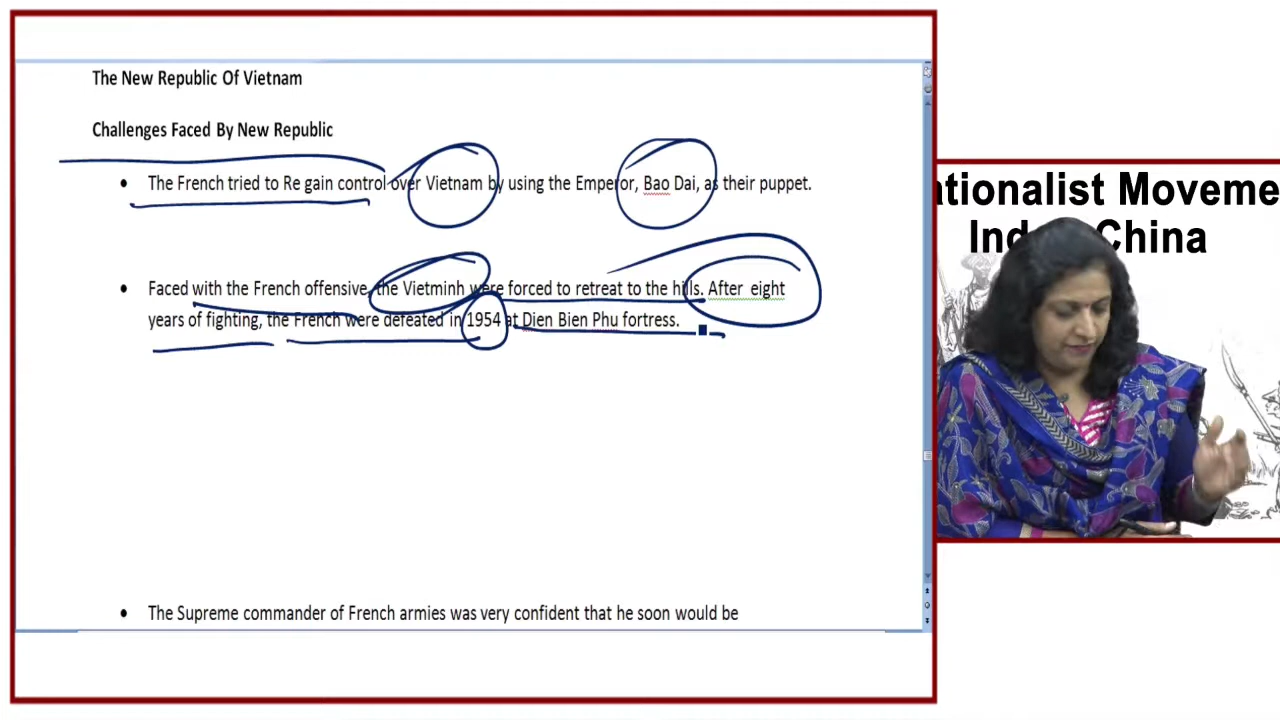 The New Republic Of Vietnam
Challenges Faced By New Republic
• The French tried to Re gain control over Vietnam by using the Emperor, Bao Dai, as their puppet.
• Faced with the French offensive, the Vietminh were forced to retreat to the hills. After eight
years of fighting, the French were defeated in 1954 at Dien Bien Phu fortress.
• The Supreme commander of French armies was very confident that he soon would be
ationalist Moveme
China